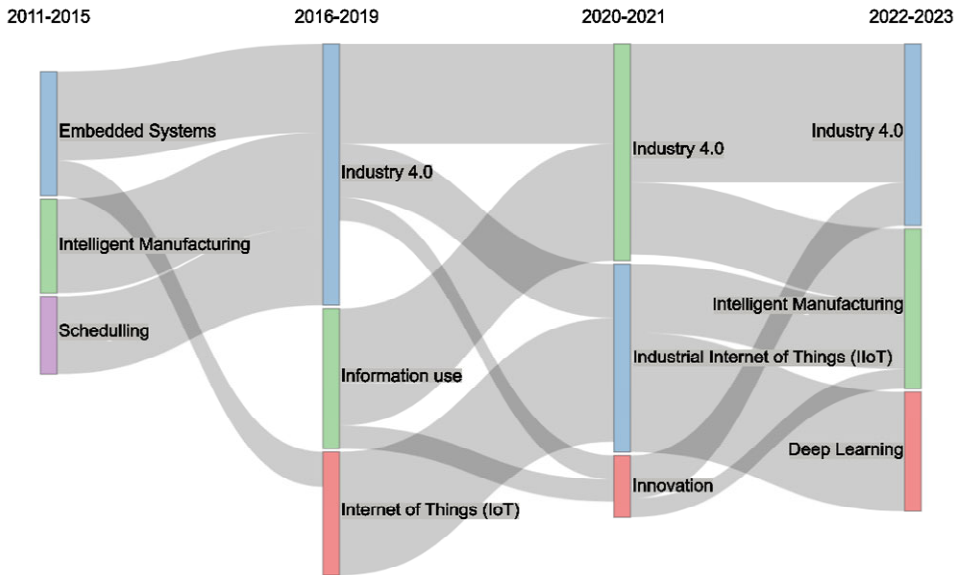 2011-2015 2016-2019 2020-2021 2022-2023
Embedded Systems
Intelligent Manufacturing
Schedulling
Industry 4.0
Information use
Internet of Things (IoT)
Industry 4.0
Industrial Internet of Things (IIoT)
Innovation
Industry 4.0
Intelligent Manufacturing
Deep Learning